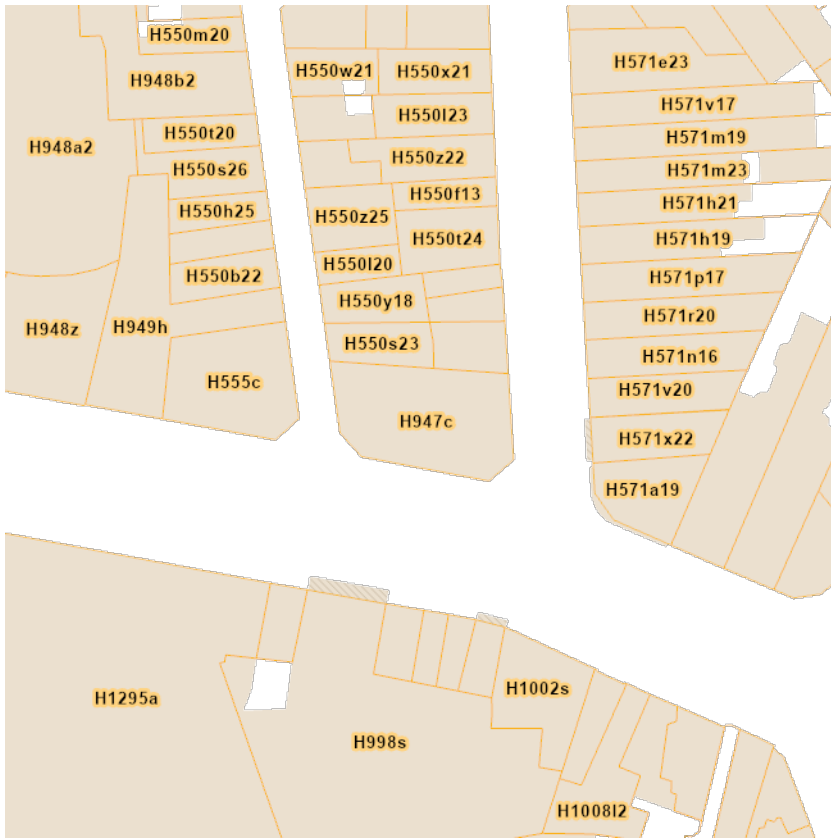 H550m20
H948b2
H550w21
H550x21
H571e23
H571v17
H550l23
H550t20
H571m19
H948a2
H550z22
H550s26
H571m23
H550f13
H571h21
H550h25
H550z25
H550t24
H571h19
H550l20
H550b22
H571p17
H550y18
H571r20
H948z
H949h
H550s23
H571n16
H555c
H571v20
H947c
H571x22
H571a19
H1002s
H1295a
H998s
H1008l2